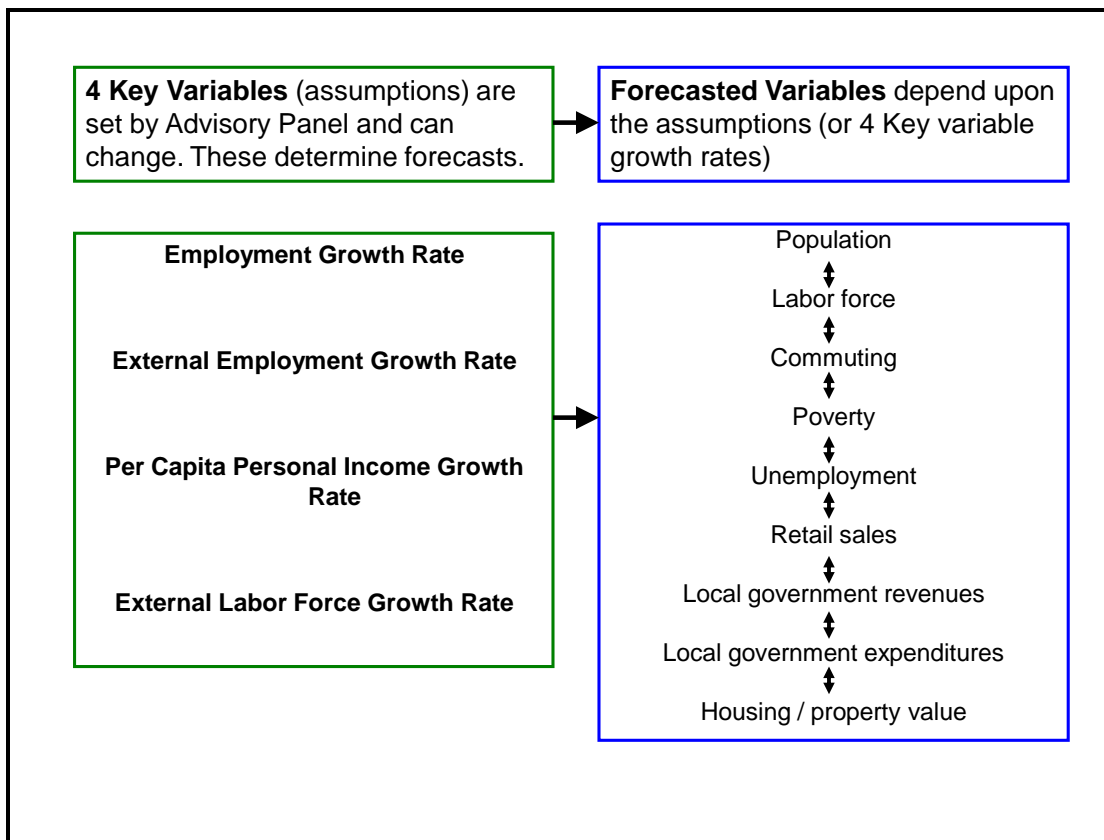 4 Key Variables (assumptions) are
set by Advisory Panel and can
change. These determine forecasts.
Forecasted Variables depend upon
the assumptions (or 4 Key variable
growth rates)
Employment Growth Rate
External Employment Growth Rate
Per Capita Personal Income Growth
Rate
External Labor Force Growth Rate
Population
Labor force
Commuting
Poverty
Unemployment
Retail sales
Local government revenues
Local government expenditures
Housing / property value